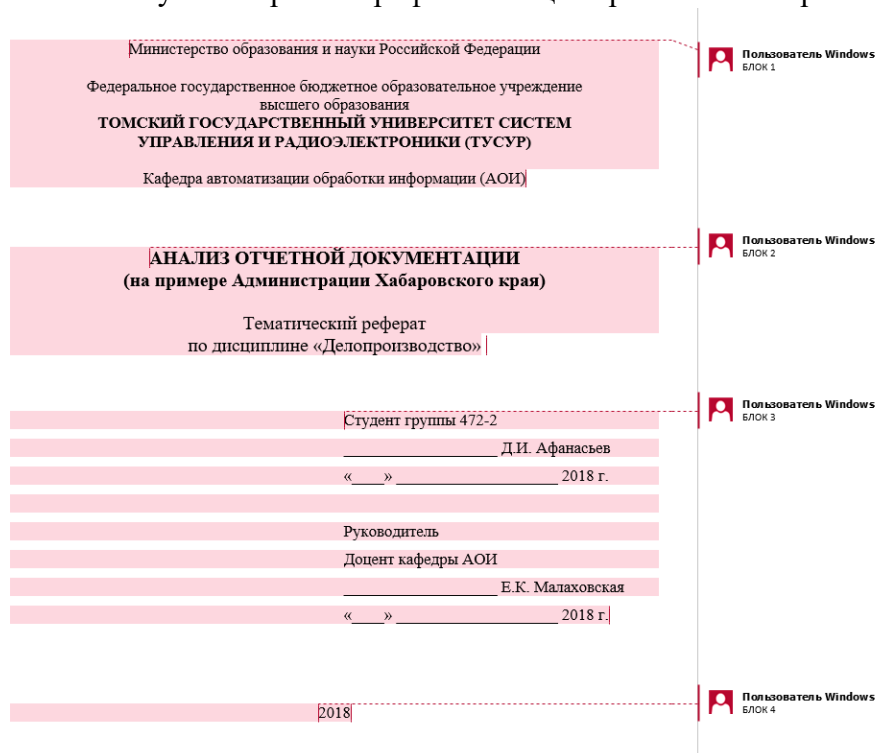 Министерство образования и науки Российской Федерации
Пользователь Windows
БЛОК 1
Федеральное государственное бюджетное образовательное учреждение
высшего образования
ТОМСКИЙ ГОСУДАРСТВЕННЫЙ УНИВЕРСИТЕТ СИСТЕМ
УПРАВЛЕНИЯ И РАДИОЭЛЕКТРОНИКИ (ТУСУР)
Кафедра автоматизации обработки информации (АОИ)
Пользователь Windows
БЛОК 2
АНАЛИЗ ОТЧЕТНОЙ ДОКУМЕНТАЦИИ
(на примере Администрации Хабаровского края)
Тематический реферат
по дисциплине «Делопроизводство»
Пользователь Windows
БЛОК 3
Студент группы 472-2
___________________ Д.И. Афанасьев
«____» ____________________ 2018 г.
Руководитель
Доцент кафедры АОИ
___________________ Е.К. Малаховская
«____» ____________________ 2018 г.
Пользователь Windows
БЛОК 4
2018